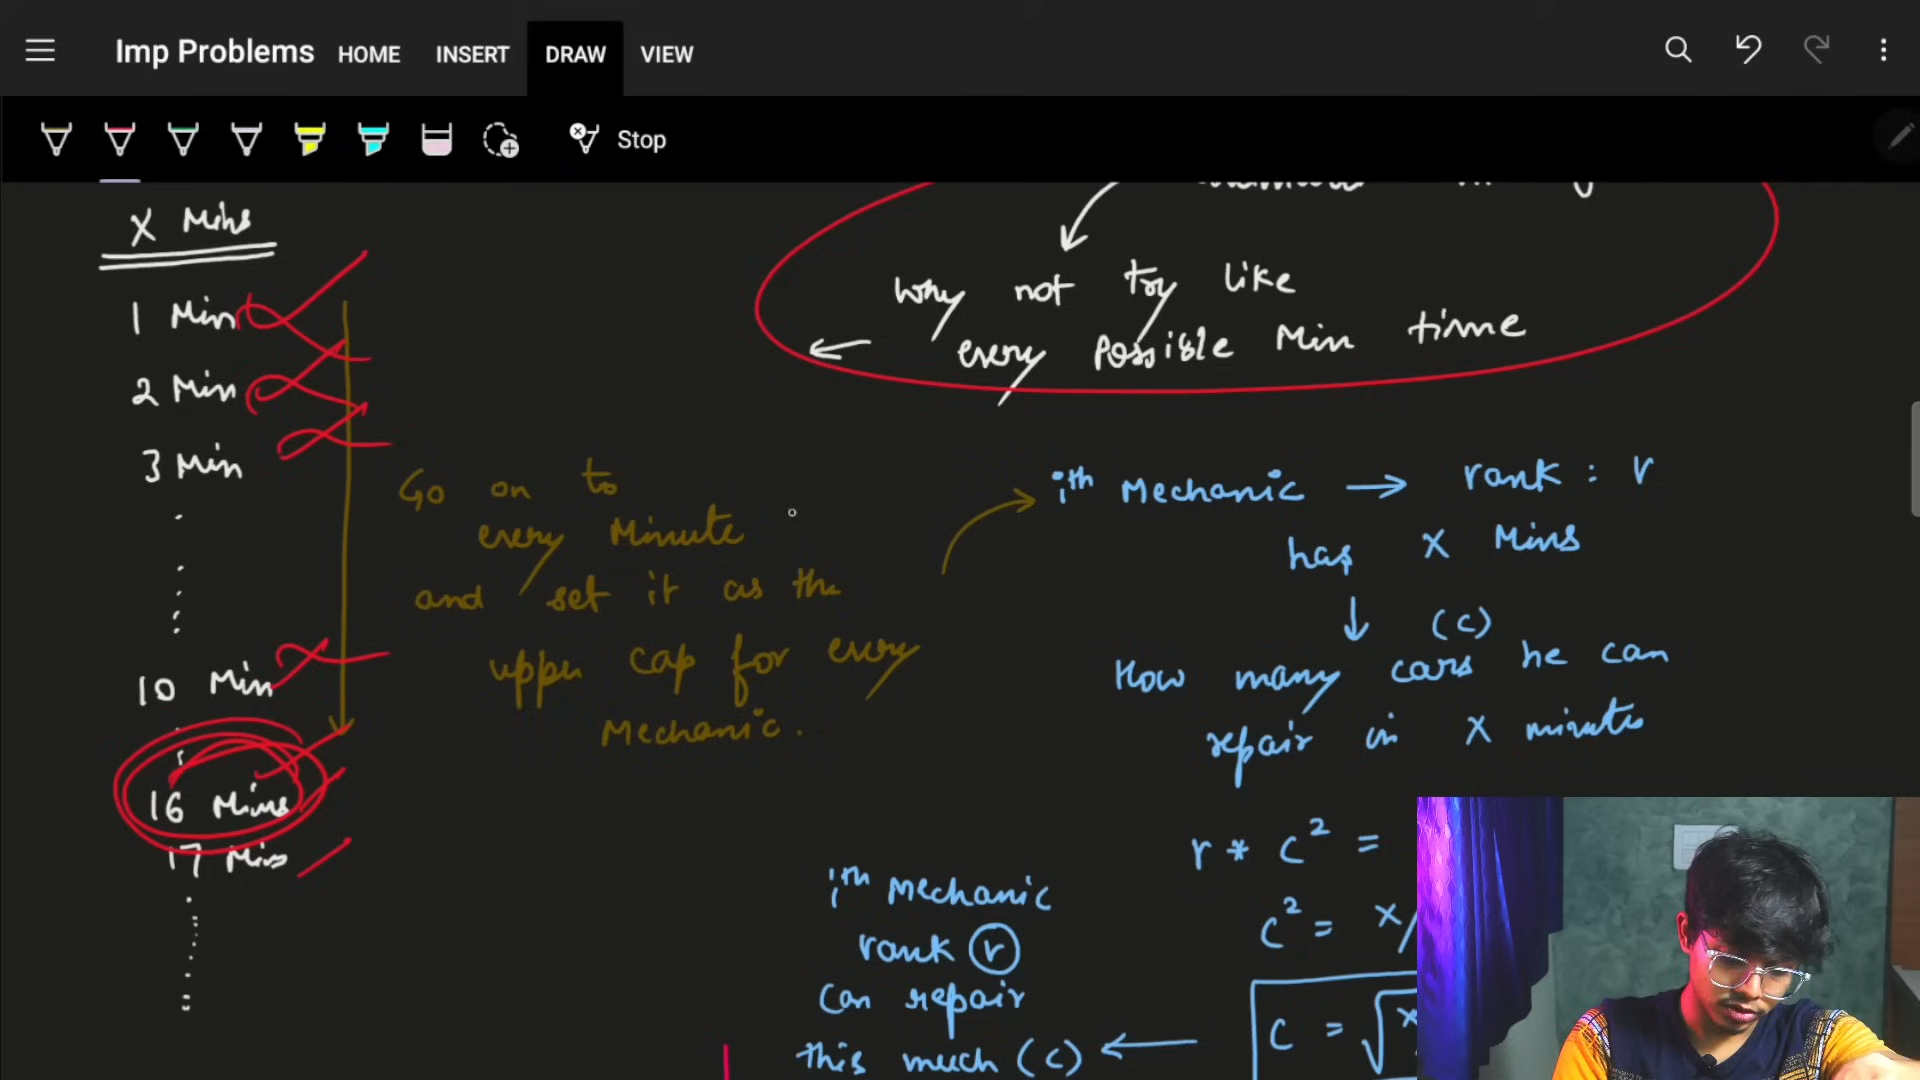 Imp Problems HOME INSERT DRAW VIEW
Stop
X Mins
1 Min
2 Min
3 Min
10 Min
16 Mins
17 Mins
why not try like
every possible Min time
Go on to
every Minute
and set it as the
upper cap for every
Mechanic.
ith Mechanic → rank : r
has X Mins
↓ (c)
How many cars he can
repair in X minute
r * c² =
c² = x/
c = √x
ith Mechanic
rank r
Can repair
this much (c) ←